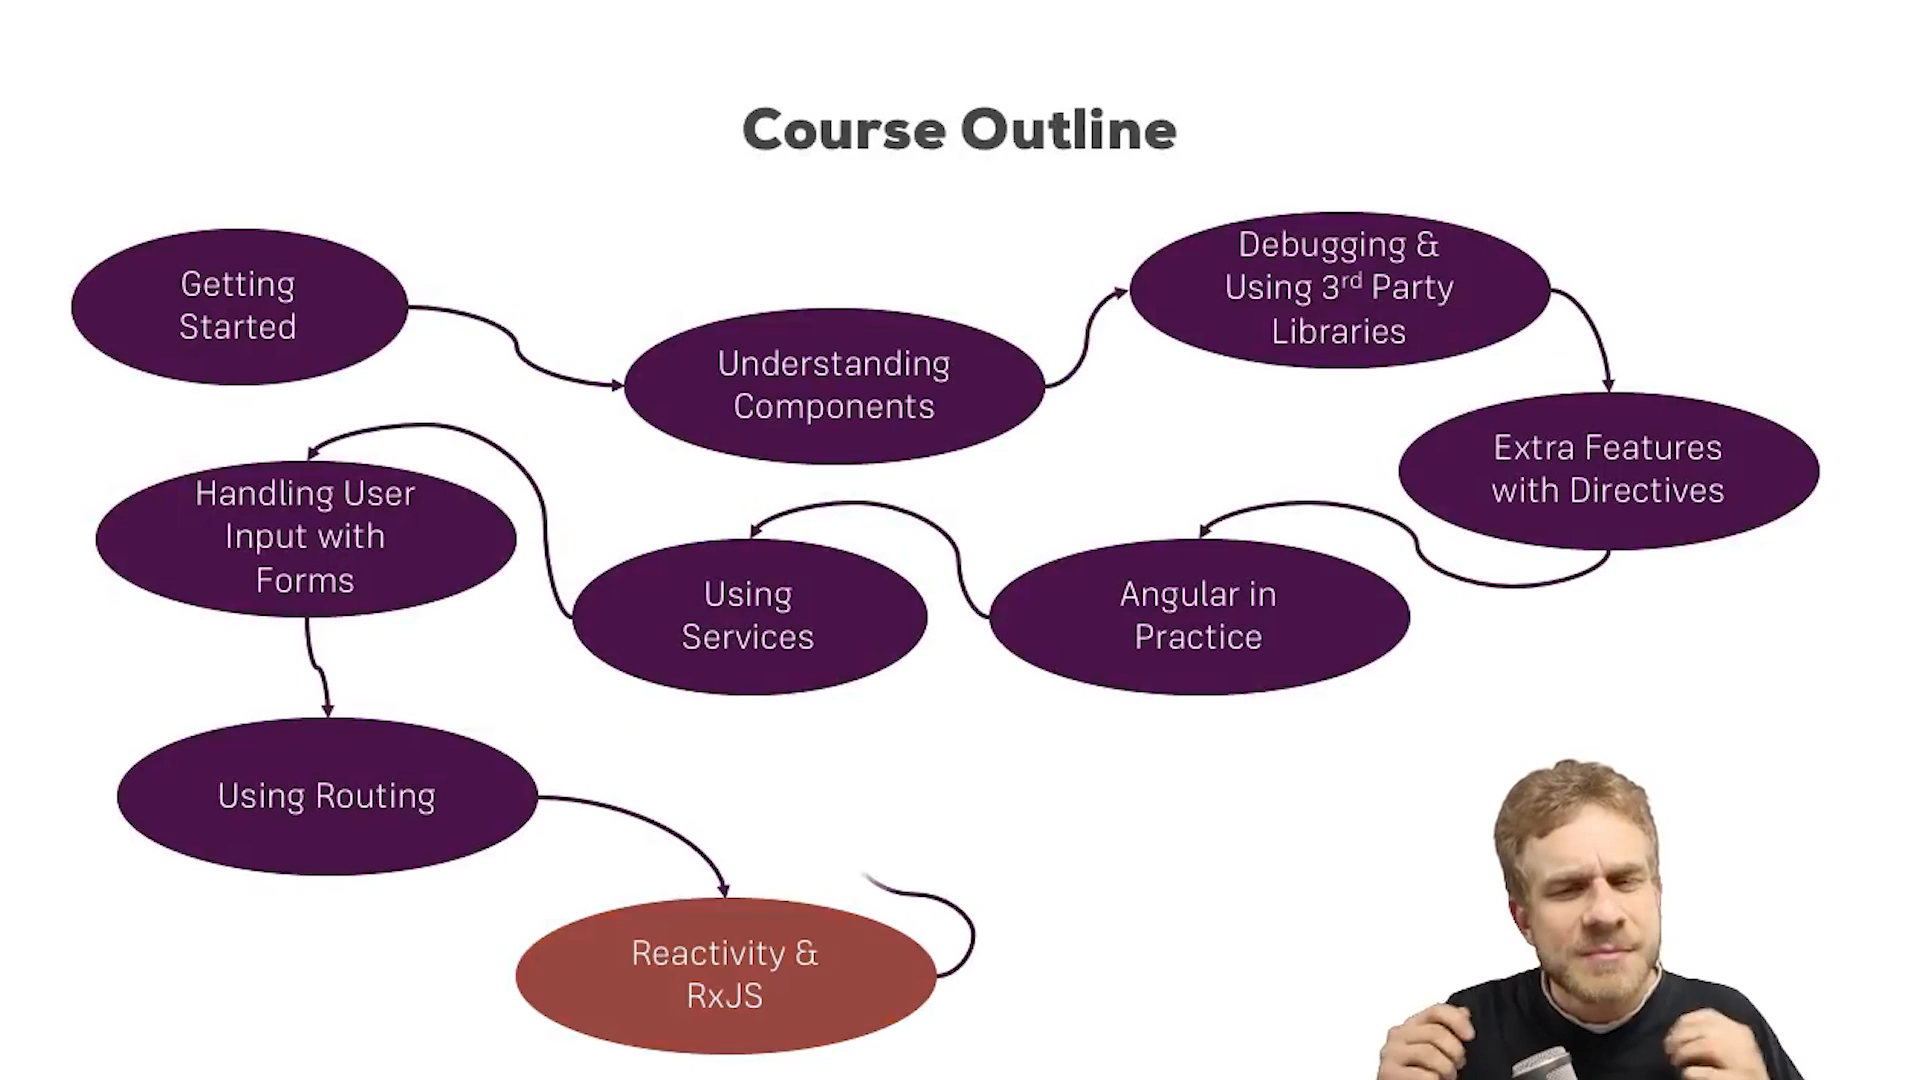 Course Outline
Getting
Started
Understanding
Components
Debugging &
Using 3rd Party
Libraries
Extra Features
with Directives
Angular in
Practice
Using
Services
Handling User
Input with
Forms
Using Routing
Reactivity &
RxJS